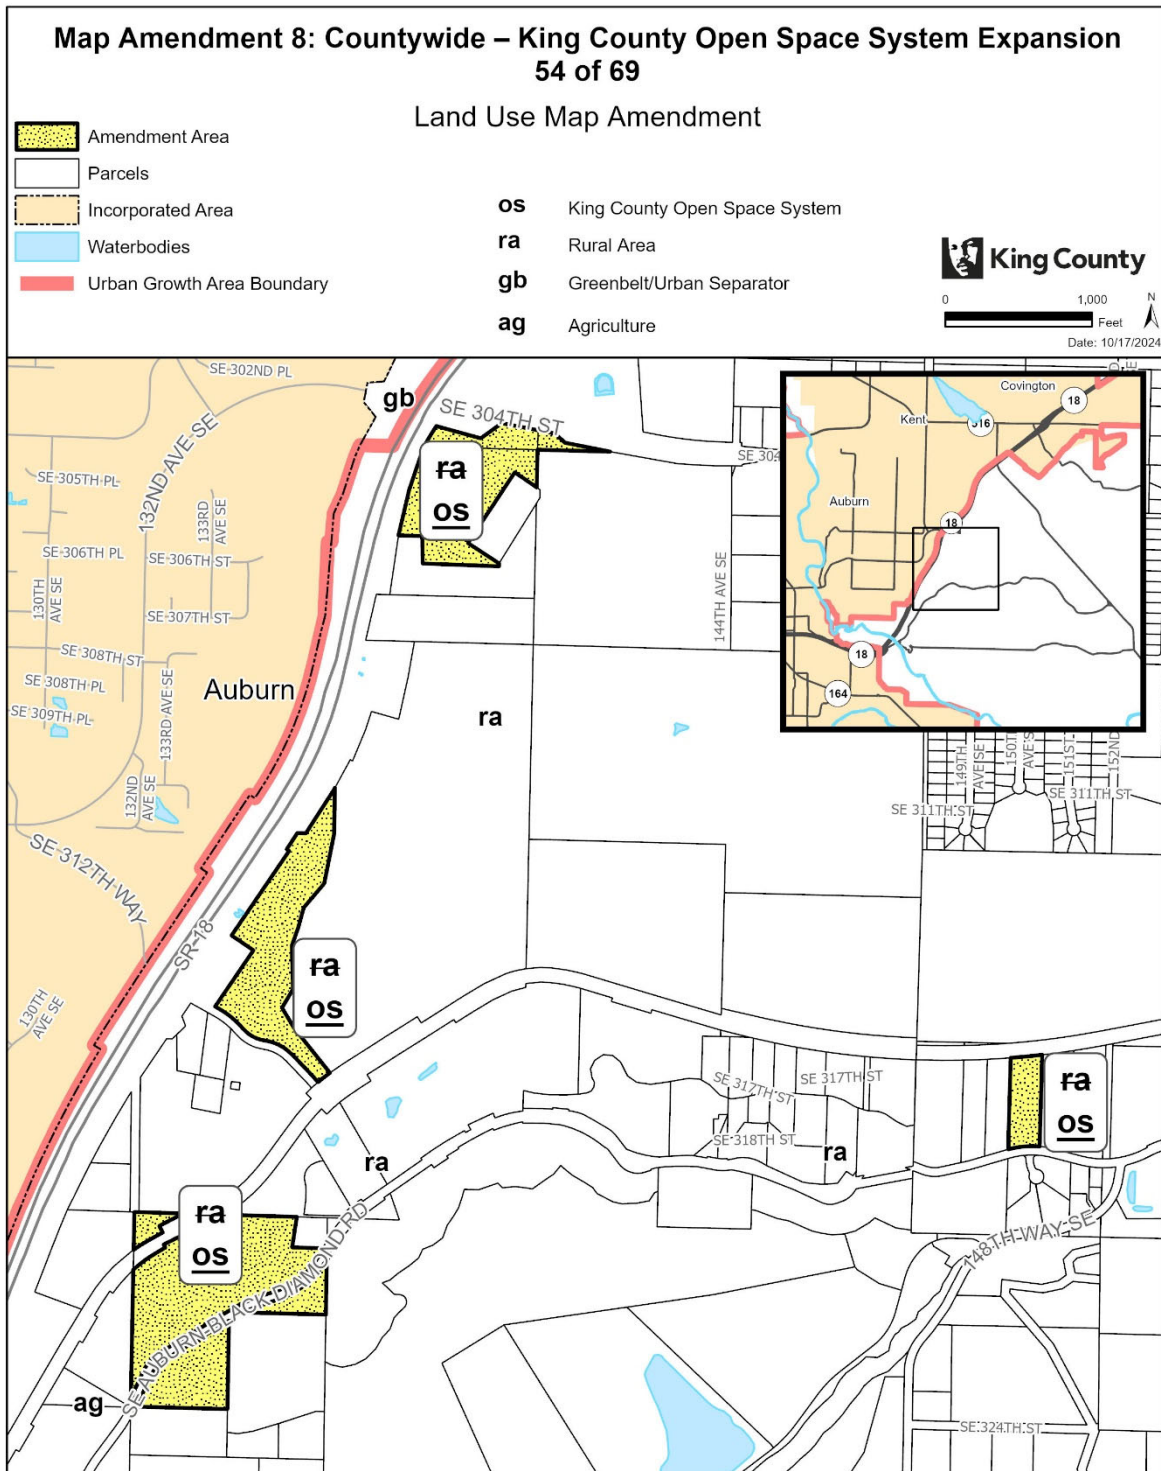 Map Amendment 8: Countywide – King County Open Space System Expansion
54 of 69
Land Use Map Amendment
Amendment Area
Parcels
Incorporated Area
Waterbodies
Urban Growth Area Boundary
os King County Open Space System
ra Rural Area
gb Greenbelt/Urban Separator
ag Agriculture
King County
0 1,000
Feet
N
Date: 10/17/2024
SE 302ND PL
132ND AVE SE
SE 305TH PL
133RD AVE SE
SE 306TH PL
SE 306TH ST
130TH AVE SE
SE 307TH ST
SE 308TH ST
SE 308TH PL
SE 309TH PL
133RD AVE SE
132ND AVE SE
Auburn
SE 312TH WAY
SR-18
130TH AVE SE
gb
SE 304TH ST
ra
os
SE 304
144TH AVE SE
Covington
18
Kent
516
Auburn
18
18
164
ra
149TH AVE SE
151ST
152ND
SE 311TH ST
SE 311TH ST
ra
os
SE 317TH ST
SE 317TH ST
SE 318TH ST
ra
ra
os
ra
ra
os
SE AUBURN-BLACK DIAMOND RD
148TH WAY SE
ag
SE 324TH ST